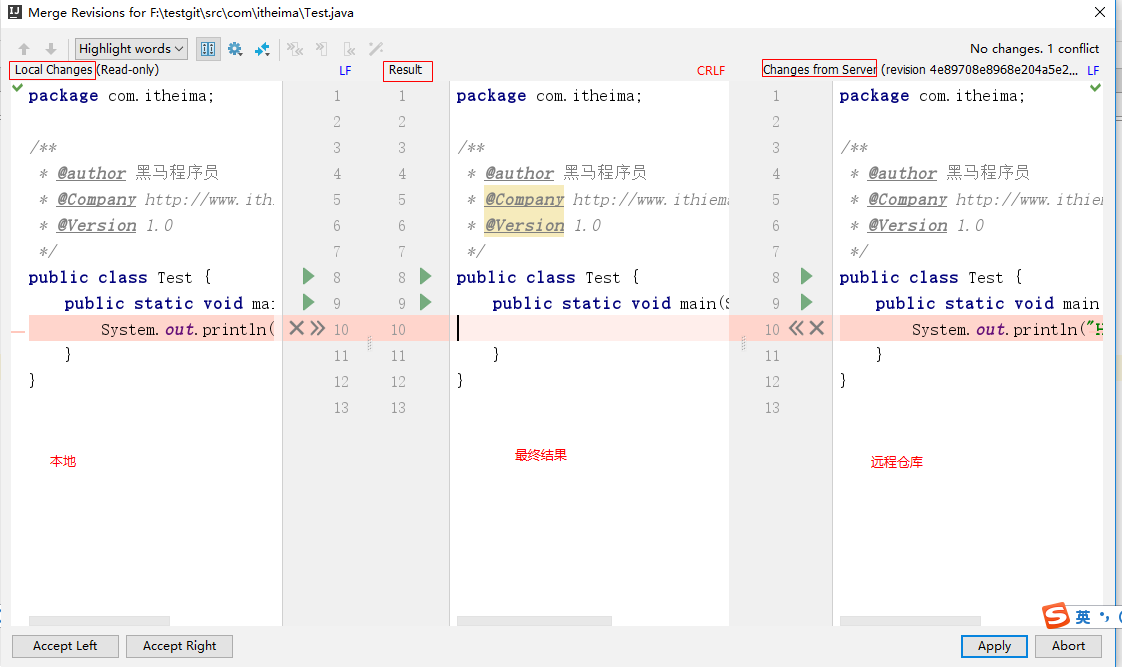 Merge Revisions for F:\testgit\src\com\itheima\Test.java
Highlight words
No changes. 1 conflict
Local Changes (Read-only) LF Result CRLF Changes from Server (revision 4e89708e8968e204a5e2... LF
package com.itheima; 1 1 package com.itheima; 1 package com.itheima;
2 2 2
/** 3 3 /** 3 /**
* @author 黑马程序员 4 4 * @author 黑马程序员 4 * @author 黑马程序员
* @Company http://www.ith 5 5 * @Company http://www.ithiema 5 * @Company http://www.ithie
* @Version 1.0 6 6 * @Version 1.0 6 * @Version 1.0
*/ 7 7 */ 7 */
public class Test { 8 8 public class Test { 8 public class Test {
public static void mai 9 9 public static void main(S 9 public static void main
System.out.println( 10 10 10 System.out.println("H
} 11 11 } 11 }
} 12 12 } 12 }
13 13 13
本地 最终结果 远程仓库
S英
Accept Left Accept Right Apply Abort